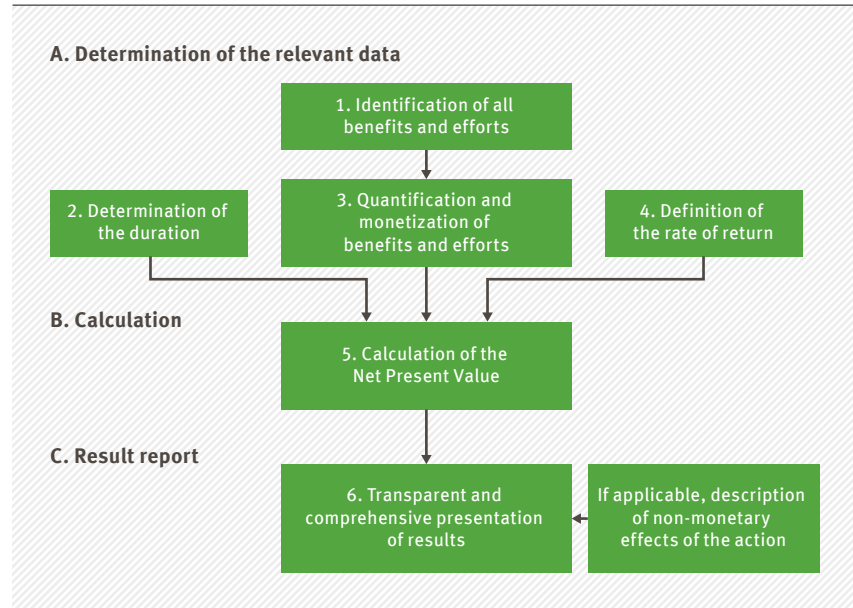 A. Determination of the relevant data
1. Identification of all
benefits and efforts
2. Determination of
the duration
3. Quantification and
monetization of
benefits and efforts
4. Definition of
the rate of return
B. Calculation
5. Calculation of the
Net Present Value
C. Result report
6. Transparent and
comprehensive presentation
of results
If applicable, description
of non-monetary
effects of the action